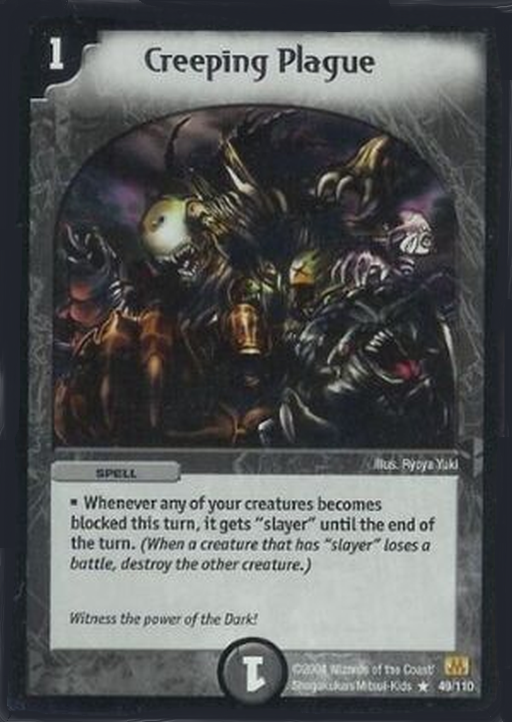 1
Creeping Plague
Illus. Ryoya Yuki
SPELL
▪ Whenever any of your creatures becomes
blocked this turn, it gets "slayer" until the end of
the turn. (When a creature that has "slayer" loses a
battle, destroy the other creature.)
Witness the power of the Dark!
1
©2004 Wizards of the Coast/
Shogakukan/Mitsui-Kids ★ 49/110